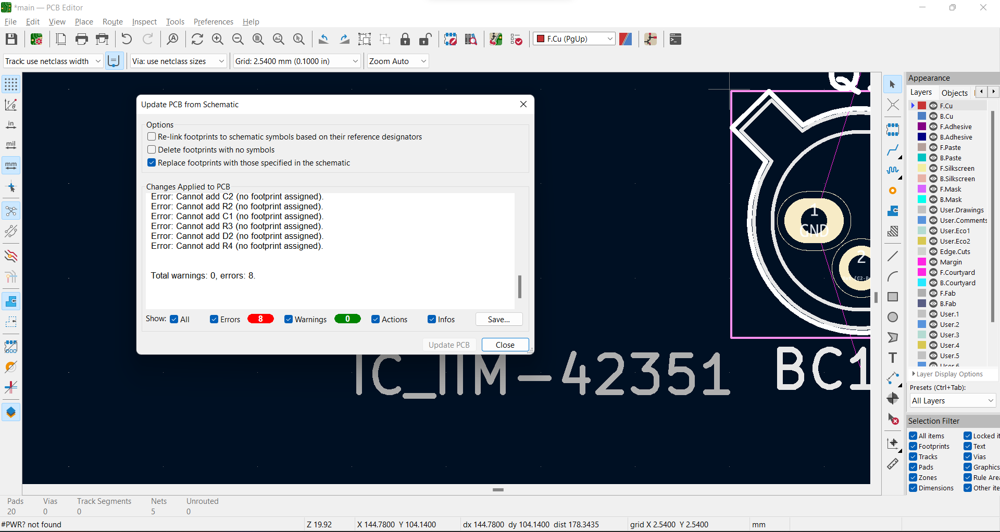 *main — PCB Editor
File Edit View Place Route Inspect Tools Preferences Help
F.Cu (PgUp)
Track: use netclass width
Via: use netclass sizes
Grid: 2.5400 mm (0.1000 in)
Zoom Auto
in
mil
mm
Update PCB from Schematic
Options
Re-link footprints to schematic symbols based on their reference designators
Delete footprints with no symbols
Replace footprints with those specified in the schematic
Changes Applied to PCB
Error: Cannot add C2 (no footprint assigned).
Error: Cannot add R2 (no footprint assigned).
Error: Cannot add C1 (no footprint assigned).
Error: Cannot add R3 (no footprint assigned).
Error: Cannot add D2 (no footprint assigned).
Error: Cannot add R4 (no footprint assigned).
Total warnings: 0, errors: 8.
Show: All Errors 8 Warnings 0 Actions Infos Save...
Update PCB Close
1
GND
2
IC_IIM-42351
BC1
Appearance
Layers Objects
F.Cu
B.Cu
F.Adhesive
B.Adhesive
F.Paste
B.Paste
F.Silkscreen
B.Silkscreen
F.Mask
B.Mask
User.Drawings
User.Comments
User.Eco1
User.Eco2
Edge.Cuts
Margin
F.Courtyard
B.Courtyard
F.Fab
B.Fab
User.1
User.2
User.3
User.4
User.5
User.6
Layer Display Options
Presets (Ctrl+Tab):
All Layers
Selection Filter
All items Locked it
Footprints Text
Tracks Vias
Pads Graphics
Zones Rule Are
Dimensions Other ite
Pads Vias Track Segments Nets Unrouted
20 0 0 5 0
#PWR? not found Z 19.92 X 144.7800 Y 104.1400 dx 144.7800 dy 104.1400 dist 178.3435 grid X 2.5400 Y 2.5400 mm